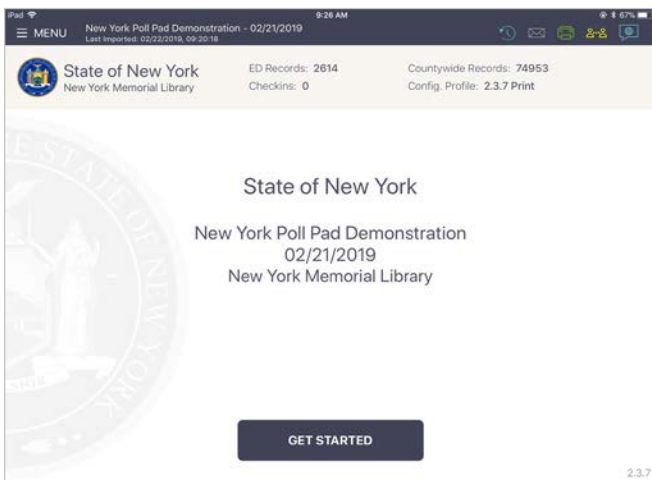 iPad 9:26 AM 67%
MENU New York Poll Pad Demonstration - 02/21/2019
Last Imported: 02/22/2019, 09:20:18
State of New York
New York Memorial Library
ED Records: 2614
Checkins: 0
Countywide Records: 74953
Config. Profile: 2.3.7 Print
State of New York
New York Poll Pad Demonstration
02/21/2019
New York Memorial Library
GET STARTED
2.3.7